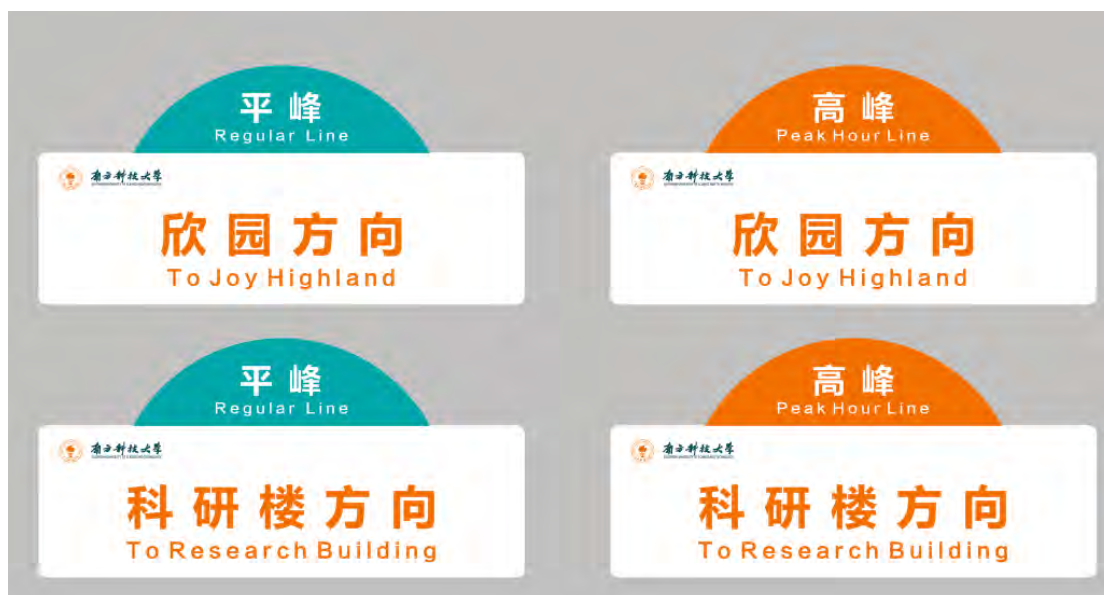 平峰
Regular Line
南方科技大学
欣园方向
To Joy Highland
高峰
Peak Hour Line
南方科技大学
欣园方向
To Joy Highland
平峰
Regular Line
南方科技大学
科研楼方向
To Research Building
高峰
Peak Hour Line
南方科技大学
科研楼方向
To Research Building